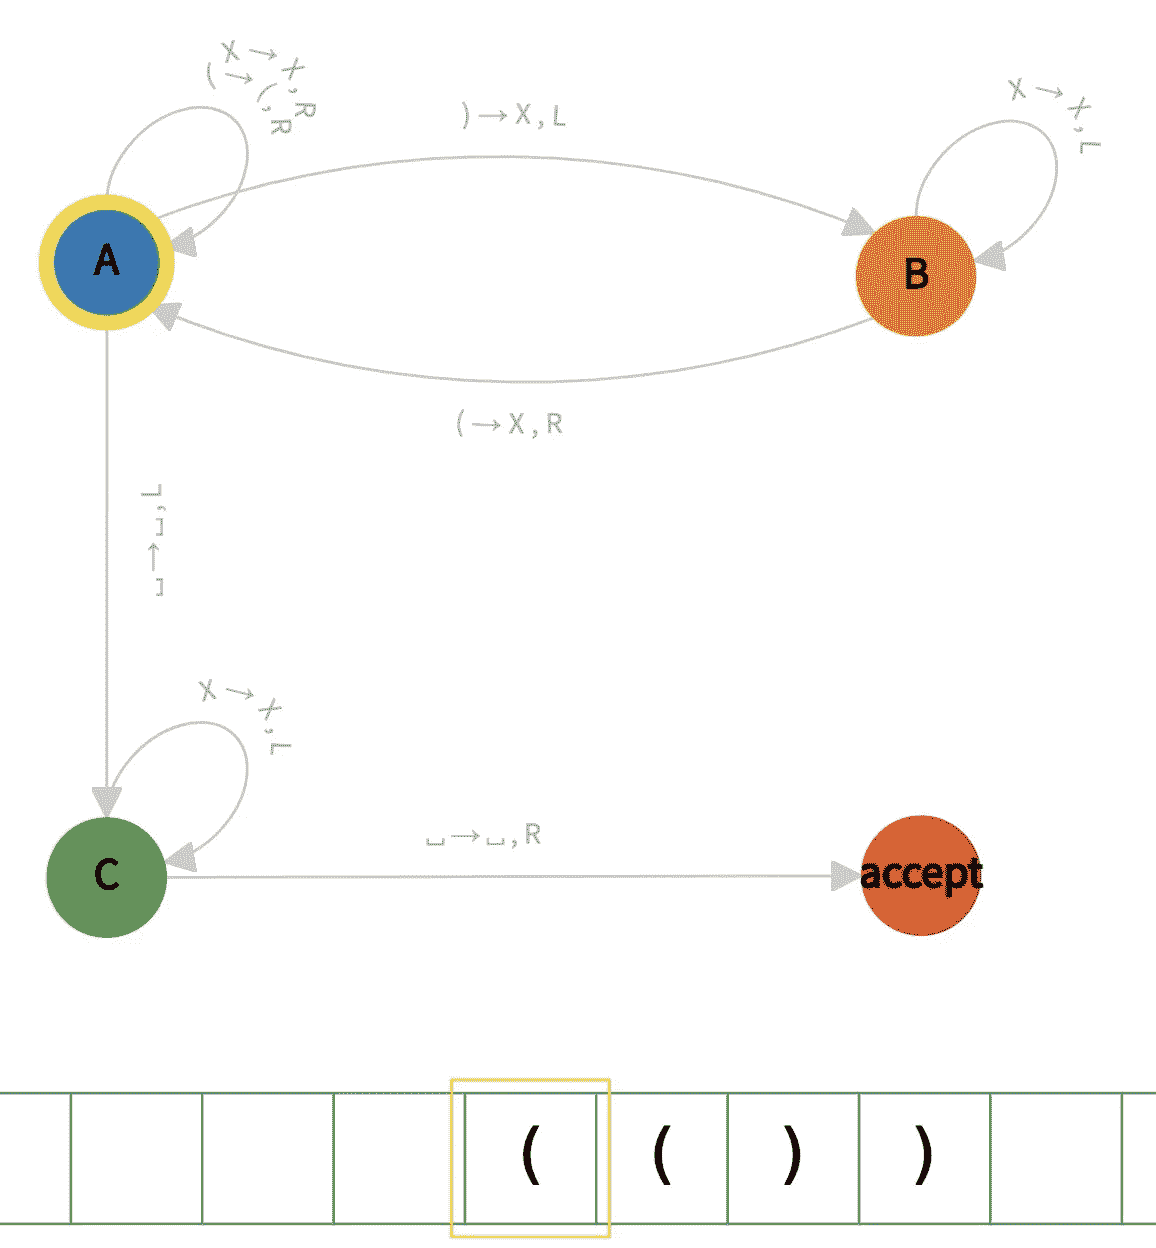 X→X,R
(→(,R
)→X,L
X→X,L
A
B
(→X,R
␣→␣,L
X→X,L
␣→␣,R
C
accept
( ( ) )